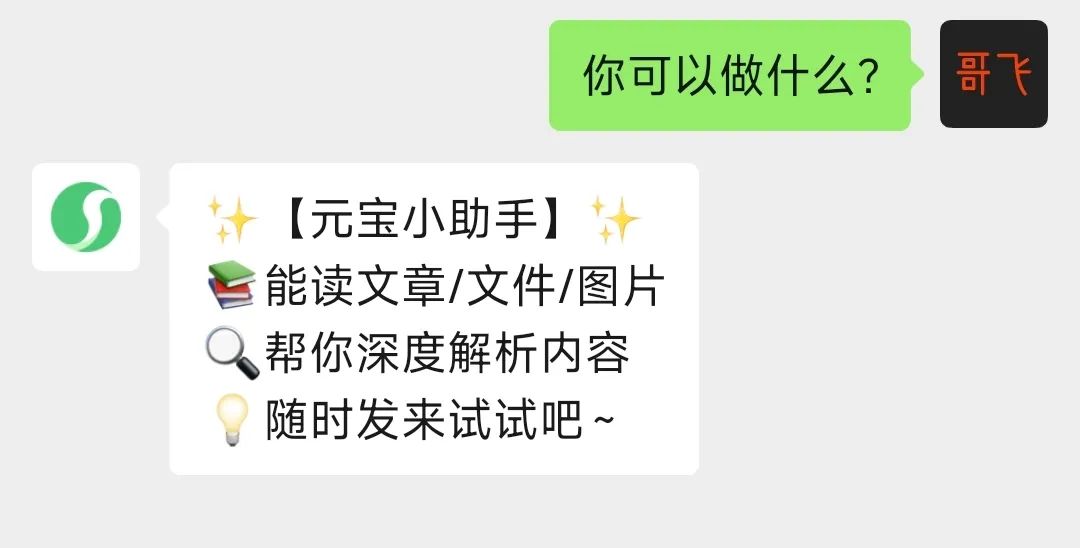 你可以做什么？
哥飞
✨【元宝小助手】✨
📚能读文章/文件/图片
🔍帮你深度解析内容
💡随时发来试试吧~